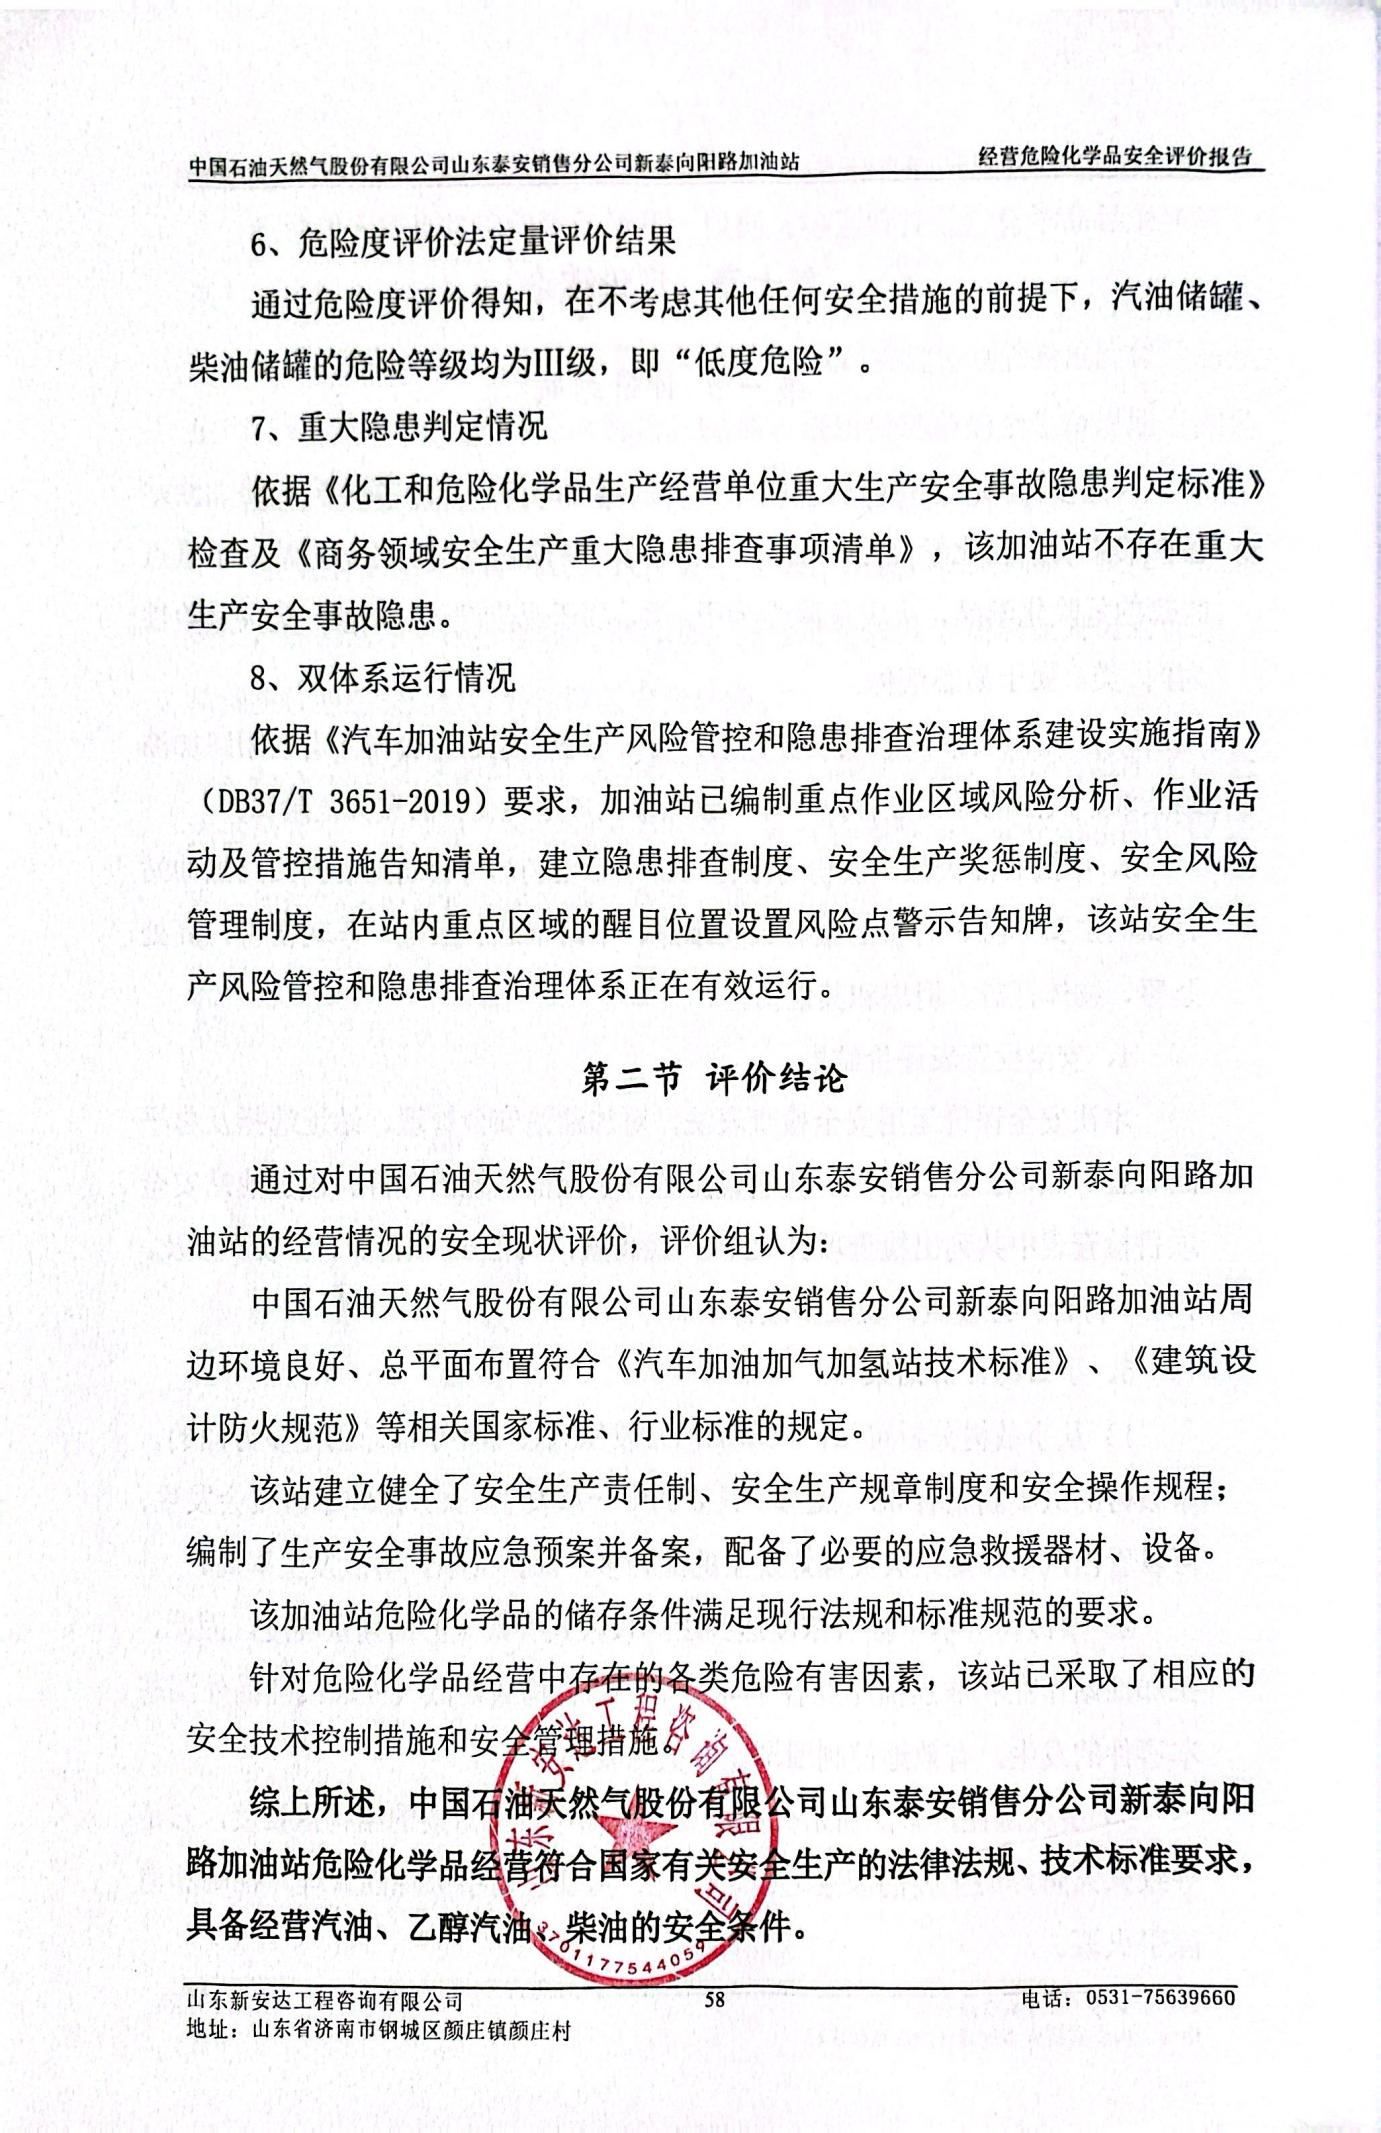 中国石油天然气股份有限公司山东泰安销售分公司新泰向阳路加油站
经营危险化学品安全评价报告
6、危险度评价法定量评价结果
通过危险度评价得知，在不考虑其他任何安全措施的前提下，汽油储罐、
柴油储罐的危险等级均为III级，即“低度危险”。
7、重大隐患判定情况
依据《化工和危险化学品生产经营单位重大生产安全事故隐患判定标准》
检查及《商务领域安全生产重大隐患排查事项清单》，该加油站不存在重大
生产安全事故隐患。
8、双体系运行情况
依据《汽车加油站安全生产风险管控和隐患排查治理体系建设实施指南》
（DB37/T 3651-2019）要求，加油站已编制重点作业区域风险分析、作业活
动及管控措施告知清单，建立隐患排查制度、安全生产奖惩制度、安全风险
管理制度，在站内重点区域的醒目位置设置风险点警示告知牌，该站安全生
产风险管控和隐患排查治理体系正在有效运行。
第二节 评价结论
通过对中国石油天然气股份有限公司山东泰安销售分公司新泰向阳路加
油站的经营情况的安全现状评价，评价组认为：
中国石油天然气股份有限公司山东泰安销售分公司新泰向阳路加油站周
边环境良好、总平面布置符合《汽车加油加气加氢站技术标准》、《建筑设
计防火规范》等相关国家标准、行业标准的规定。
该站建立健全了安全生产责任制、安全生产规章制度和安全操作规程；
编制了生产安全事故应急预案并备案，配备了必要的应急救援器材、设备。
该加油站危险化学品的储存条件满足现行法规和标准规范的要求。
针对危险化学品经营中存在的各类危险有害因素，该站已采取了相应的
安全技术控制措施和安全管理措施。
综上所述，中国石油天然气股份有限公司山东泰安销售分公司新泰向阳
路加油站危险化学品经营符合国家有关安全生产的法律法规、技术标准要求，
具备经营汽油、乙醇汽油、柴油的安全条件。
山东新安达工程咨询有限公司
3701177544059
山东新安达工程咨询有限公司
58
电话：0531-75639660
地址：山东省济南市钢城区颜庄镇颜庄村